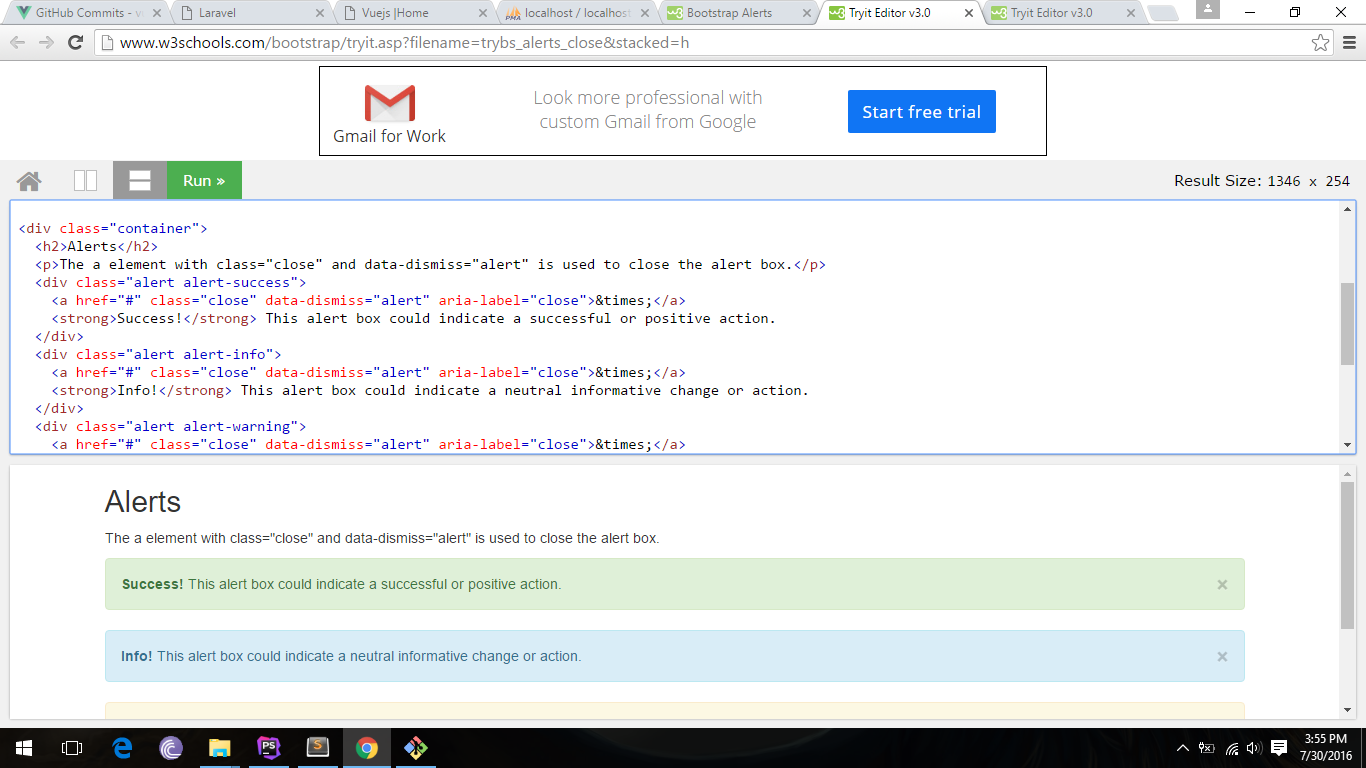 GitHub Commits - v
Laravel
Vuejs |Home
PMA localhost / localhost
w3 Bootstrap Alerts
w3 Tryit Editor v3.0
w3 Tryit Editor v3.0
www.w3schools.com/bootstrap/tryit.asp?filename=trybs_alerts_close&stacked=h
Gmail for Work
Look more professional with
custom Gmail from Google
Start free trial
Run »
Result Size: 1346 x 254
<div class="container">
<h2>Alerts</h2>
<p>The a element with class="close" and data-dismiss="alert" is used to close the alert box.</p>
<div class="alert alert-success">
<a href="#" class="close" data-dismiss="alert" aria-label="close">&times;</a>
<strong>Success!</strong> This alert box could indicate a successful or positive action.
</div>
<div class="alert alert-info">
<a href="#" class="close" data-dismiss="alert" aria-label="close">&times;</a>
<strong>Info!</strong> This alert box could indicate a neutral informative change or action.
</div>
<div class="alert alert-warning">
<a href="#" class="close" data-dismiss="alert" aria-label="close">&times;</a>
Alerts
The a element with class="close" and data-dismiss="alert" is used to close the alert box.
Success! This alert box could indicate a successful or positive action. ×
Info! This alert box could indicate a neutral informative change or action. ×
PS
S
3:55 PM
7/30/2016